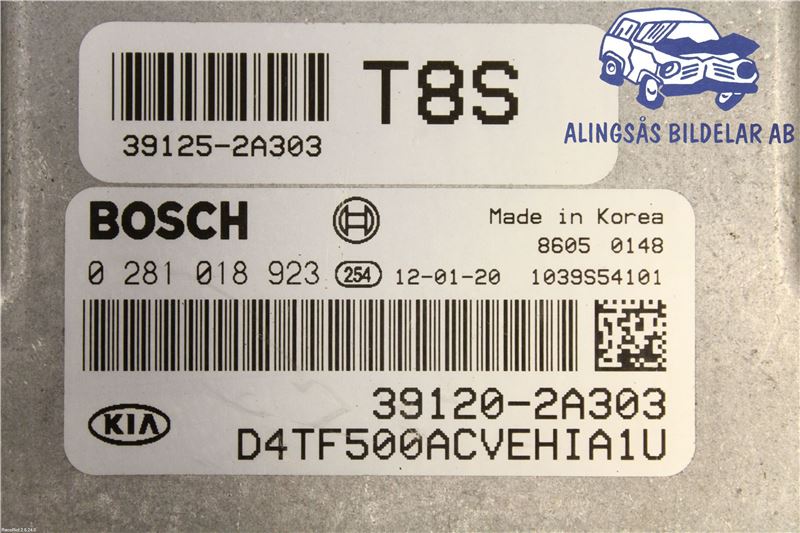 T8S
39125-2A303
ALINGSÅS BILDELAR AB
BOSCH
Made in Korea
8605 0148
0 281 018 923 254 12-01-20 1039S54101
39120-2A303
KIA
D4TF500ACVEHIA1U